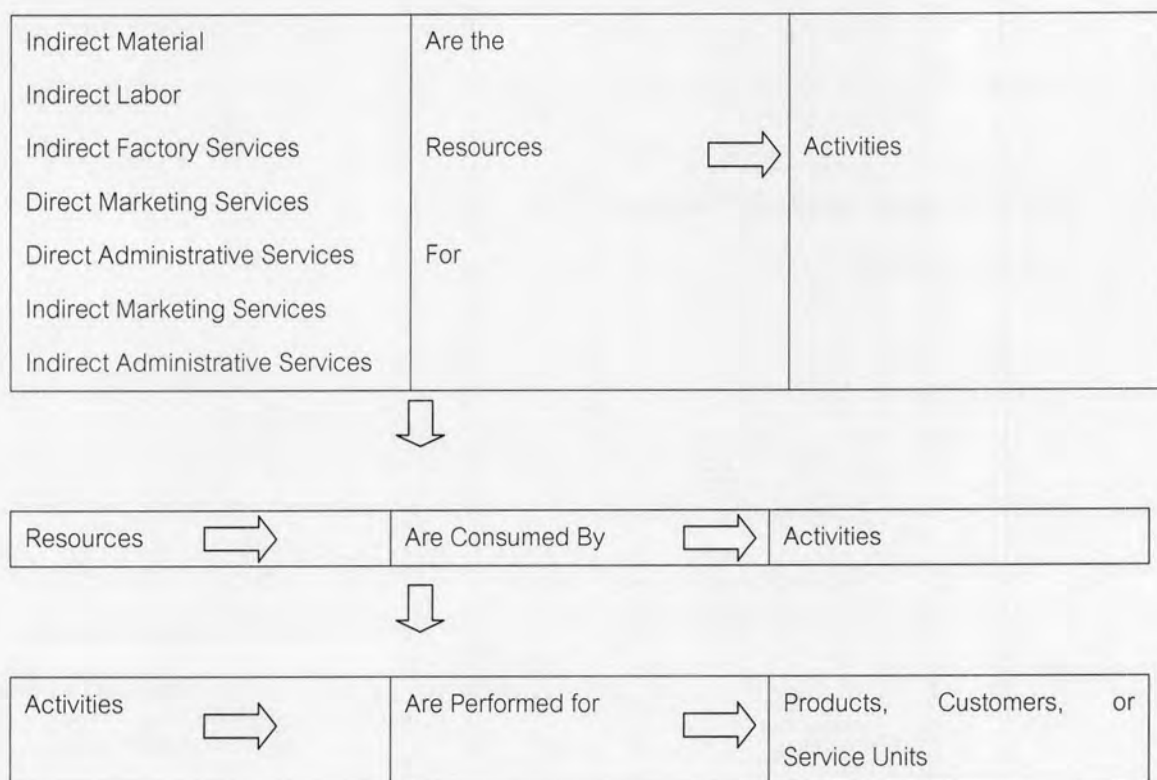 Indirect Material
Indirect Labor
Indirect Factory Services
Direct Marketing Services
Direct Administrative Services
Indirect Marketing Services
Indirect Administrative Services
Are the
Resources
For
Activities
Resources
Are Consumed By
Activities
Activities
Are Performed for
Products, Customers, or
Service Units